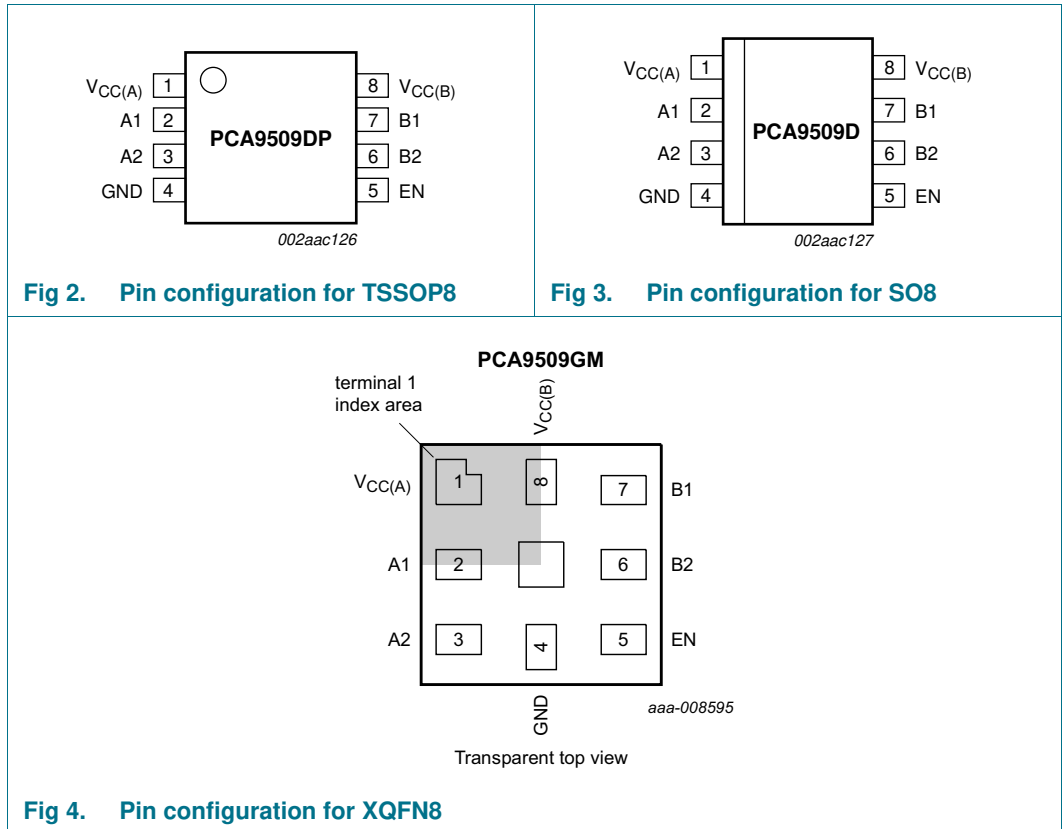 VCC(A) 1 8 VCC(B)
A1 2 7 B1
PCA9509DP
A2 3 6 B2
GND 4 5 EN
002aac126
Fig 2. Pin configuration for TSSOP8
VCC(A) 1 8 VCC(B)
A1 2 7 B1
PCA9509D
A2 3 6 B2
GND 4 5 EN
002aac127
Fig 3. Pin configuration for SO8
PCA9509GM
terminal 1
index area
VCC(B)
VCC(A) 1 8 7 B1
A1 2 6 B2
A2 3 4 5 EN
GND
aaa-008595
Transparent top view
Fig 4. Pin configuration for XQFN8